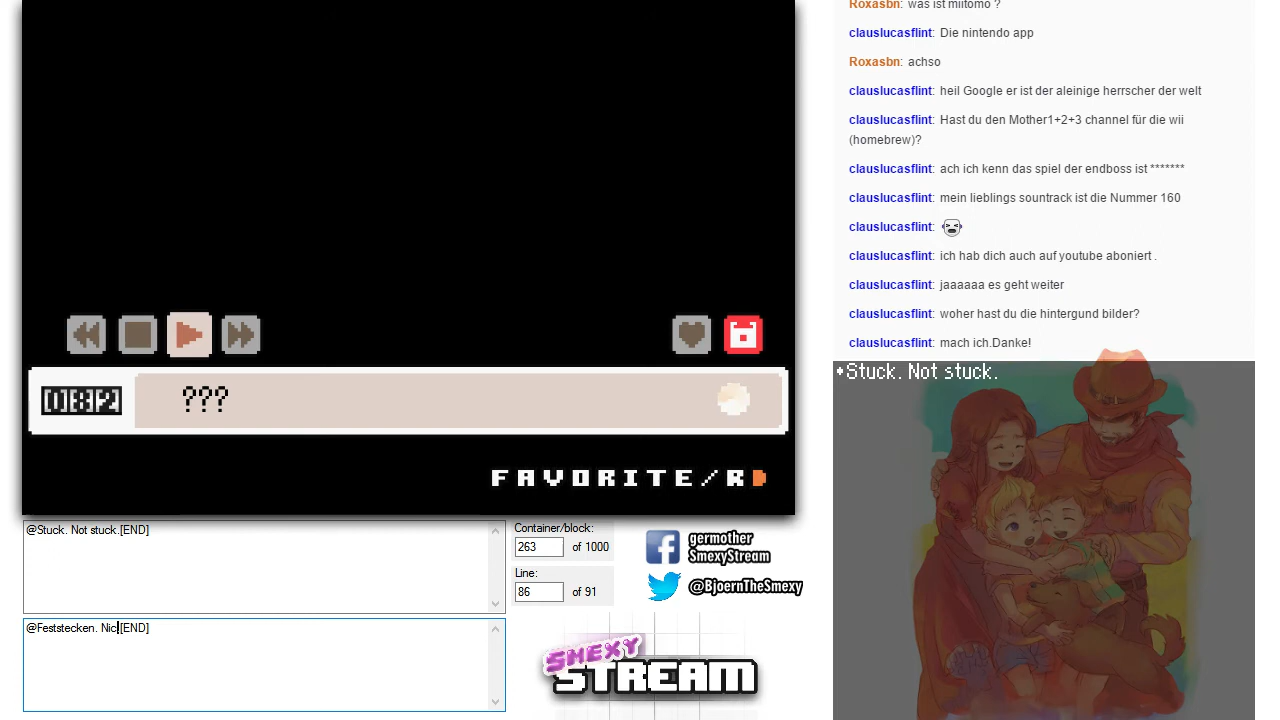 Roxasbn: was ist miitomo ?
clauslucasflint: Die nintendo app
Roxasbn: achso
clauslucasflint: heil Google er ist der aleinige herrscher der welt
clauslucasflint: Hast du den Mother1+2+3 channel für die wii
(homebrew)?
clauslucasflint: ach ich kenn das spiel der endboss ist *******
clauslucasflint: mein lieblings sountrack ist die Nummer 160
clauslucasflint:
clauslucasflint: ich hab dich auch auf youtube aboniert .
clauslucasflint: jaaaaaa es geht weiter
clauslucasflint: woher hast du die hintergund bilder?
clauslucasflint: mach ich.Danke!
•Stuck. Not stuck.
082 ???
FAVORITE/R
@Stuck. Not stuck.[END]
Container/block:
263 of 1000
Line:
86 of 91
@Feststecken. Nic[END]
germother
SmexyStream
@BjoernTheSmexy
SMEXY
STREAM